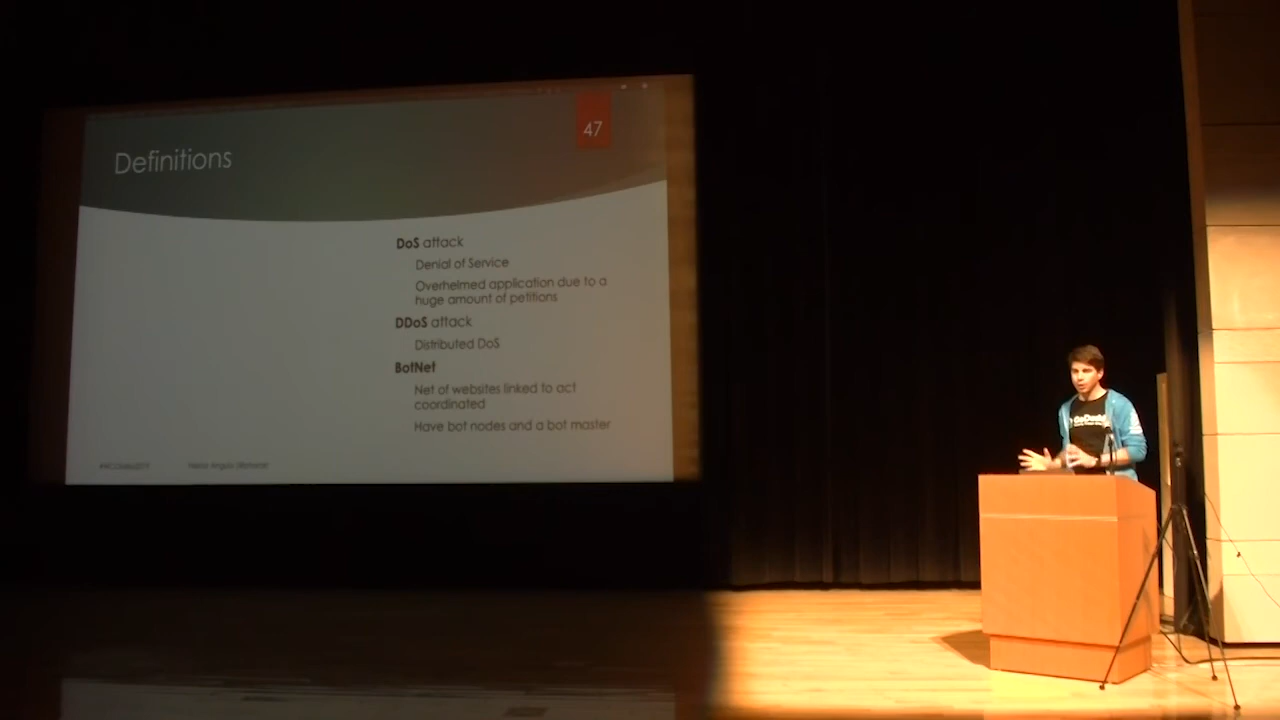 47
Definitions
DoS attack
Denial of Service
Overhelmed application due to a
huge amount of petitions
DDoS attack
Distributed DoS
BotNet
Net of websites linked to act
coordinated
Have bot nodes and a bot master